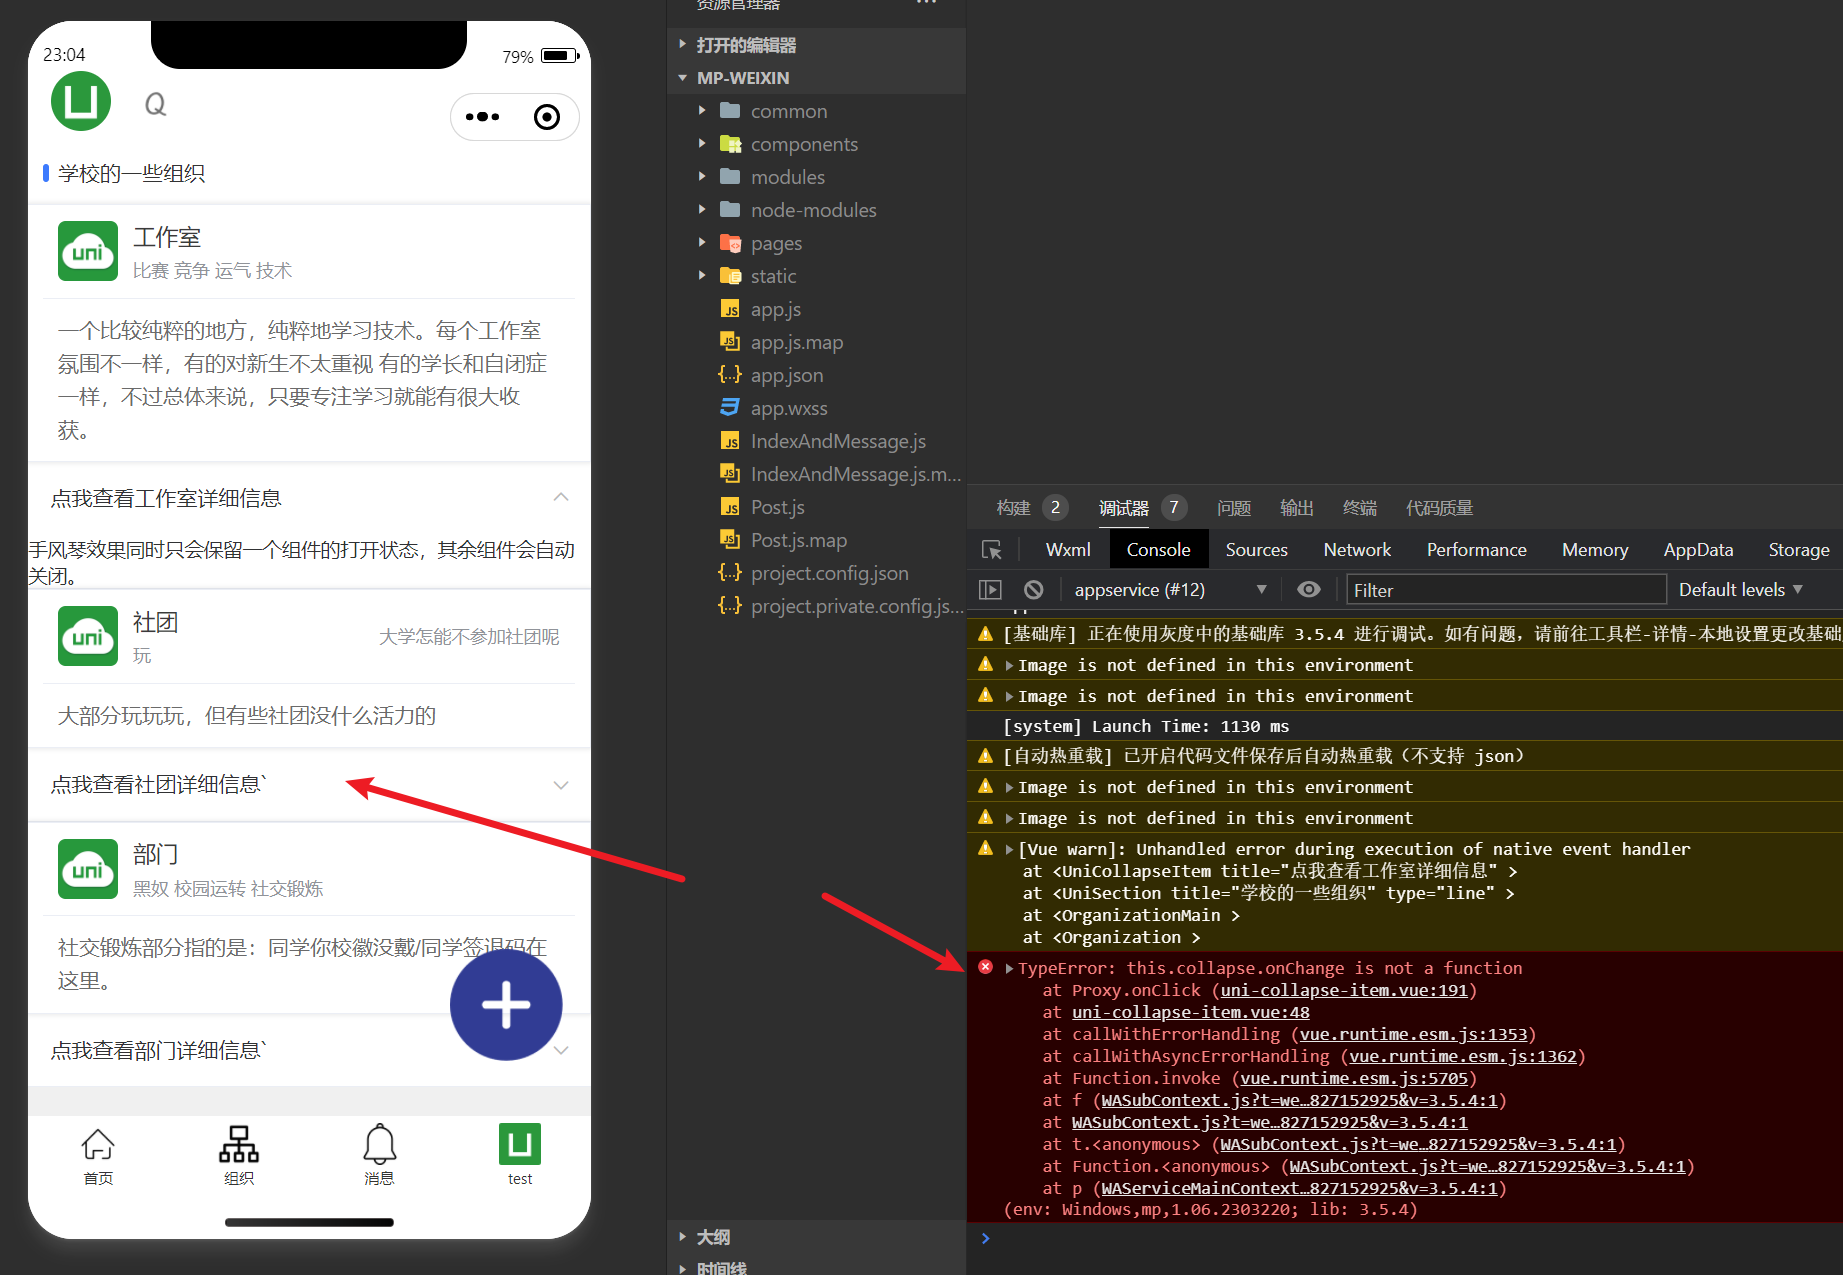 23:04
79%
Q
学校的一些组织
uni
工作室
比赛 竞争 运气 技术
一个比较纯粹的地方，纯粹地学习技术。每个工作室
氛围不一样，有的对新生不太重视 有的学长和自闭症
一样，不过总体来说，只要专注学习就能有很大收
获。
点我查看工作室详细信息
手风琴效果同时只会保留一个组件的打开状态，其余组件会自动
关闭。
uni
社团
玩
大学怎能不参加社团呢
大部分玩玩玩，但有些社团没什么活力的
点我查看社团详细信息`
uni
部门
黑奴 校园运转 社交锻炼
社交锻炼部分指的是：同学你校徽没戴/同学签退码在
这里。
点我查看部门详细信息`
首页
组织
消息
test
资源管理器
打开的编辑器
MP-WEIXIN
common
components
modules
node-modules
pages
static
app.js
app.js.map
app.json
app.wxss
IndexAndMessage.js
IndexAndMessage.js.m...
Post.js
Post.js.map
project.config.json
project.private.config.js...
大纲
时间线
构建 2
调试器 7
问题
输出
终端
代码质量
Wxml
Console
Sources
Network
Performance
Memory
AppData
Storage
appservice (#12)
Filter
Default levels
[基础库] 正在使用灰度中的基础库 3.5.4 进行调试。如有问题，请前往工具栏-详情-本地设置更改基础
Image is not defined in this environment
Image is not defined in this environment
[system] Launch Time: 1130 ms
[自动热重载] 已开启代码文件保存后自动热重载（不支持 json）
Image is not defined in this environment
Image is not defined in this environment
[Vue warn]: Unhandled error during execution of native event handler
at <UniCollapseItem title="点我查看工作室详细信息" >
at <UniSection title="学校的一些组织" type="line" >
at <OrganizationMain >
at <Organization >
TypeError: this.collapse.onChange is not a function
at Proxy.onClick (uni-collapse-item.vue:191)
at uni-collapse-item.vue:48
at callWithErrorHandling (vue.runtime.esm.js:1353)
at callWithAsyncErrorHandling (vue.runtime.esm.js:1362)
at Function.invoke (vue.runtime.esm.js:5705)
at f (WASubContext.js?t=we…827152925&v=3.5.4:1)
at WASubContext.js?t=we…827152925&v=3.5.4:1
at t.<anonymous> (WASubContext.js?t=we…827152925&v=3.5.4:1)
at Function.<anonymous> (WASubContext.js?t=we…827152925&v=3.5.4:1)
at p (WAServiceMainContext…827152925&v=3.5.4:1)
(env: Windows,mp,1.06.2303220; lib: 3.5.4)